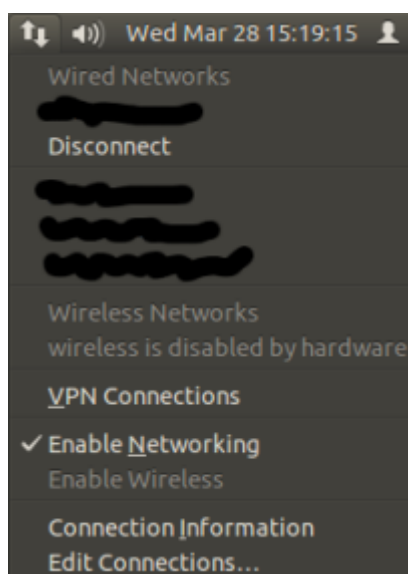 Wed Mar 28 15:19:15
Wired Networks
Disconnect
Wireless Networks
wireless is disabled by hardware
VPN Connections
Enable Networking
Enable Wireless
Connection Information
Edit Connections...